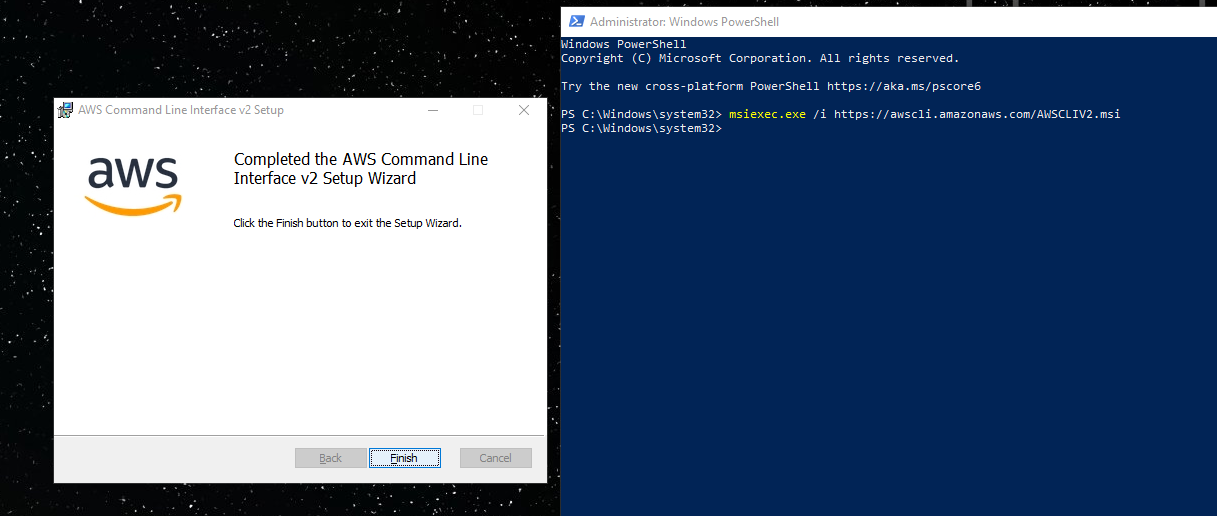 AWS Command Line Interface v2 Setup
aws
Completed the AWS Command Line
Interface v2 Setup Wizard
Click the Finish button to exit the Setup Wizard.
Back
Finish
Cancel
Administrator: Windows PowerShell
Windows PowerShell
Copyright (C) Microsoft Corporation. All rights reserved.
Try the new cross-platform PowerShell https://aka.ms/pscore6
PS C:\Windows\system32> msiexec.exe /i https://awscli.amazonaws.com/AWSCLIV2.msi
PS C:\Windows\system32>